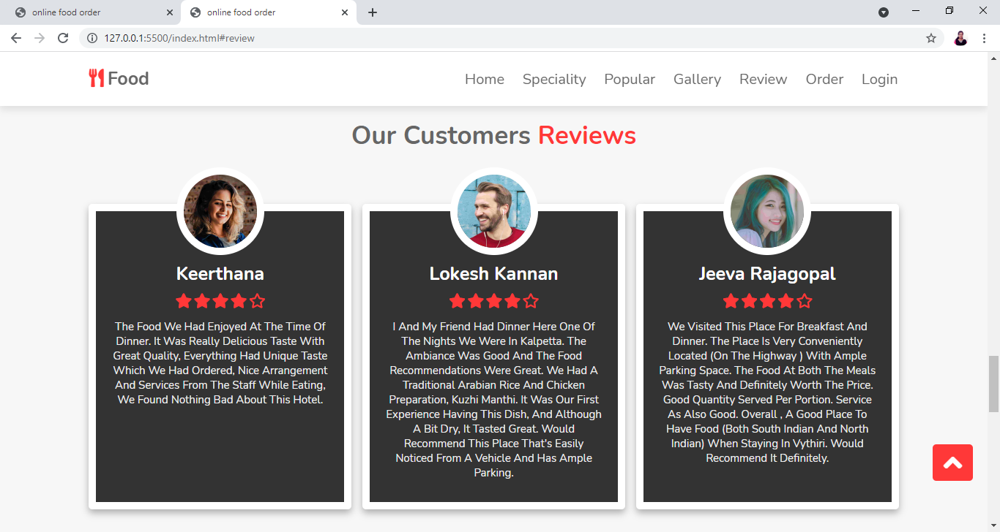 online food order
online food order
127.0.0.1:5500/index.html#review
Food
Home Speciality Popular Gallery Review Order Login
Our Customers Reviews
Keerthana
The Food We Had Enjoyed At The Time Of
Dinner. It Was Really Delicious Taste With
Great Quality, Everything Had Unique Taste
Which We Had Ordered, Nice Arrangement
And Services From The Staff While Eating,
We Found Nothing Bad About This Hotel.
Lokesh Kannan
I And My Friend Had Dinner Here One Of
The Nights We Were In Kalpetta. The
Ambiance Was Good And The Food
Recommendations Were Great. We Had A
Traditional Arabian Rice And Chicken
Preparation, Kuzhi Manthi. It Was Our First
Experience Having This Dish, And Although
A Bit Dry, It Tasted Great. Would
Recommend This Place That's Easily
Noticed From A Vehicle And Has Ample
Parking.
Jeeva Rajagopal
We Visited This Place For Breakfast And
Dinner. The Place Is Very Conveniently
Located (On The Highway ) With Ample
Parking Space. The Food At Both The Meals
Was Tasty And Definitely Worth The Price.
Good Quantity Served Per Portion. Service
As Also Good. Overall , A Good Place To
Have Food (Both South Indian And North
Indian) When Staying In Vythiri. Would
Recommend It Definitely.